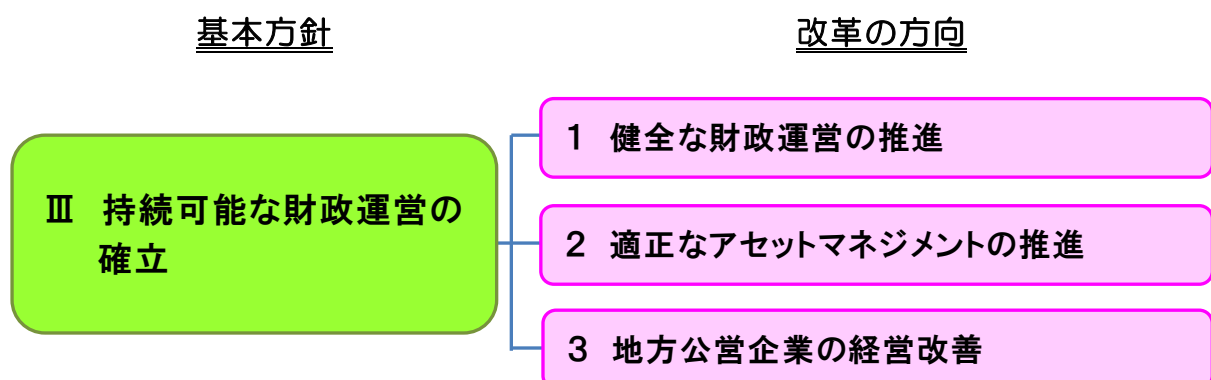 基本方針
改革の方向
Ⅲ 持続可能な財政運営の
確立
１ 健全な財政運営の推進
２ 適正なアセットマネジメントの推進
３ 地方公営企業の経営改善